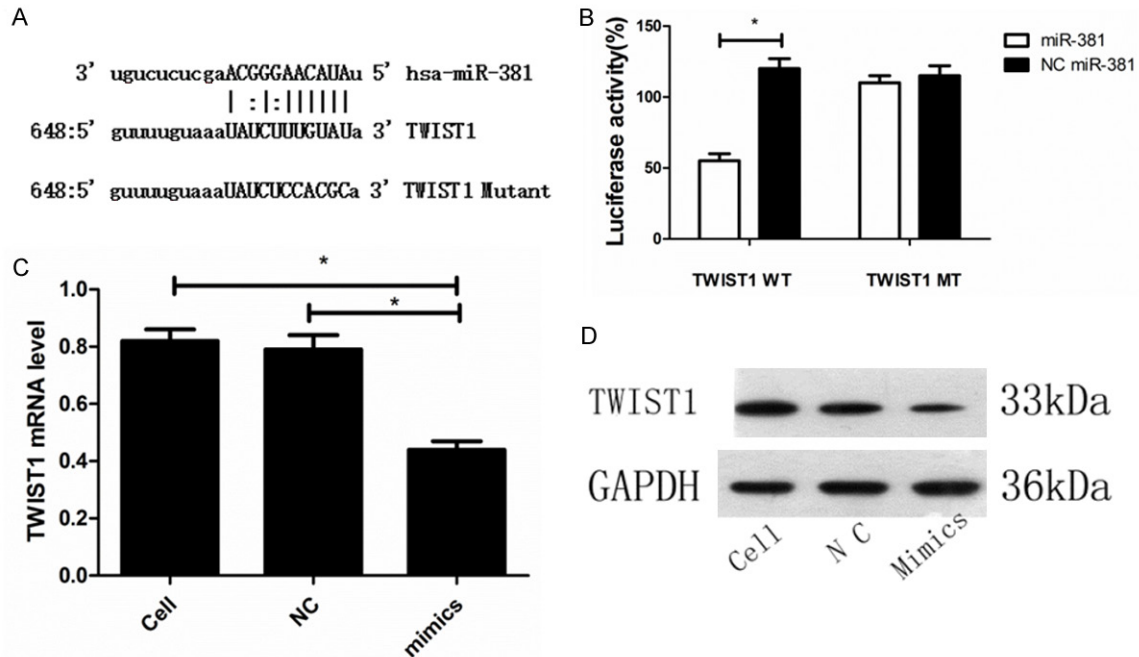 A
3' ugucucucgaACGGGAACAUAu 5' hsa-miR-381
| :|:||||||
648:5' guuuuguaaaUAUCUUUGUAUa 3' TWIST1
648:5' guuuuguaaaUAUCUCCACGCa 3' TWIST1 Mutant
B
Luciferase activity(%)
150
100
50
0
*
TWIST1 WT
TWIST1 MT
miR-381
NC miR-381
C
TWIST1 mRNA level
1.0
0.8
0.6
0.4
0.2
0.0
*
*
Cell
NC
mimics
D
TWIST1 33kDa
GAPDH 36kDa
Cell
N C
Mimics